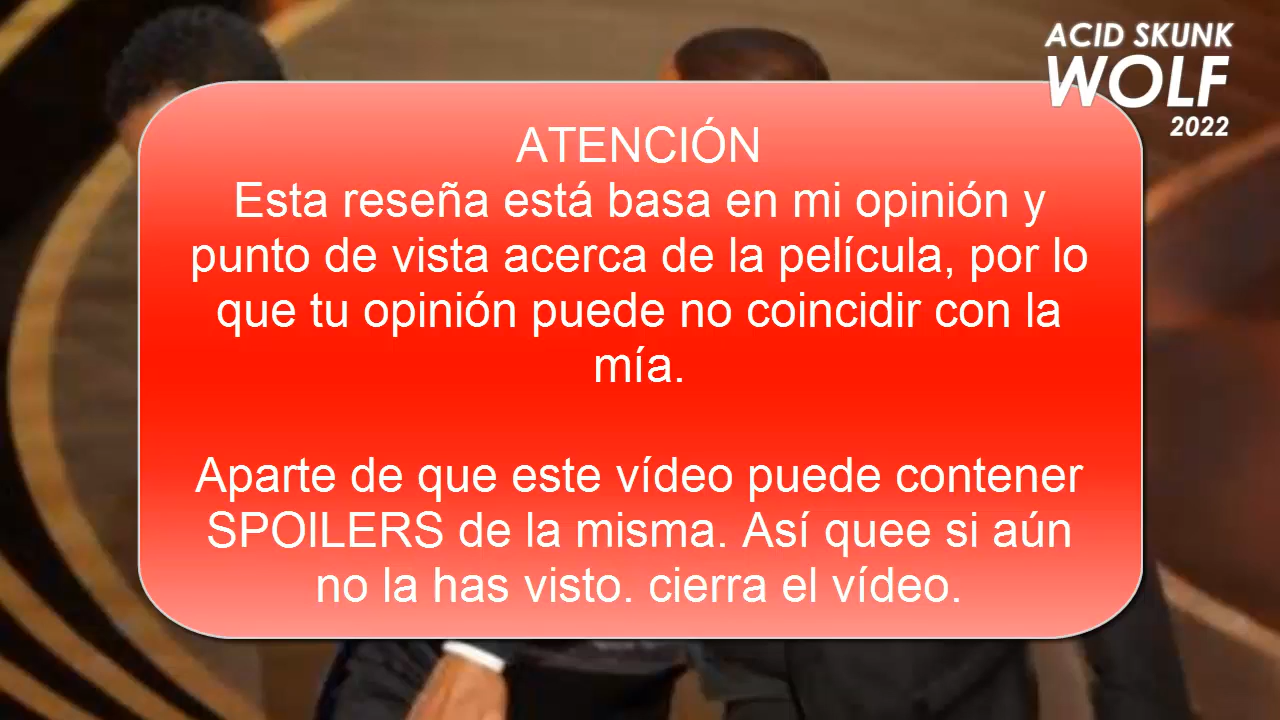 ACID SKUNK
WOLF
2022
ATENCIÓN
Esta reseña está basa en mi opinión y
punto de vista acerca de la película, por lo
que tu opinión puede no coincidir con la
mía.
Aparte de que este vídeo puede contener
SPOILERS de la misma. Así quee si aún
no la has visto. cierra el vídeo.